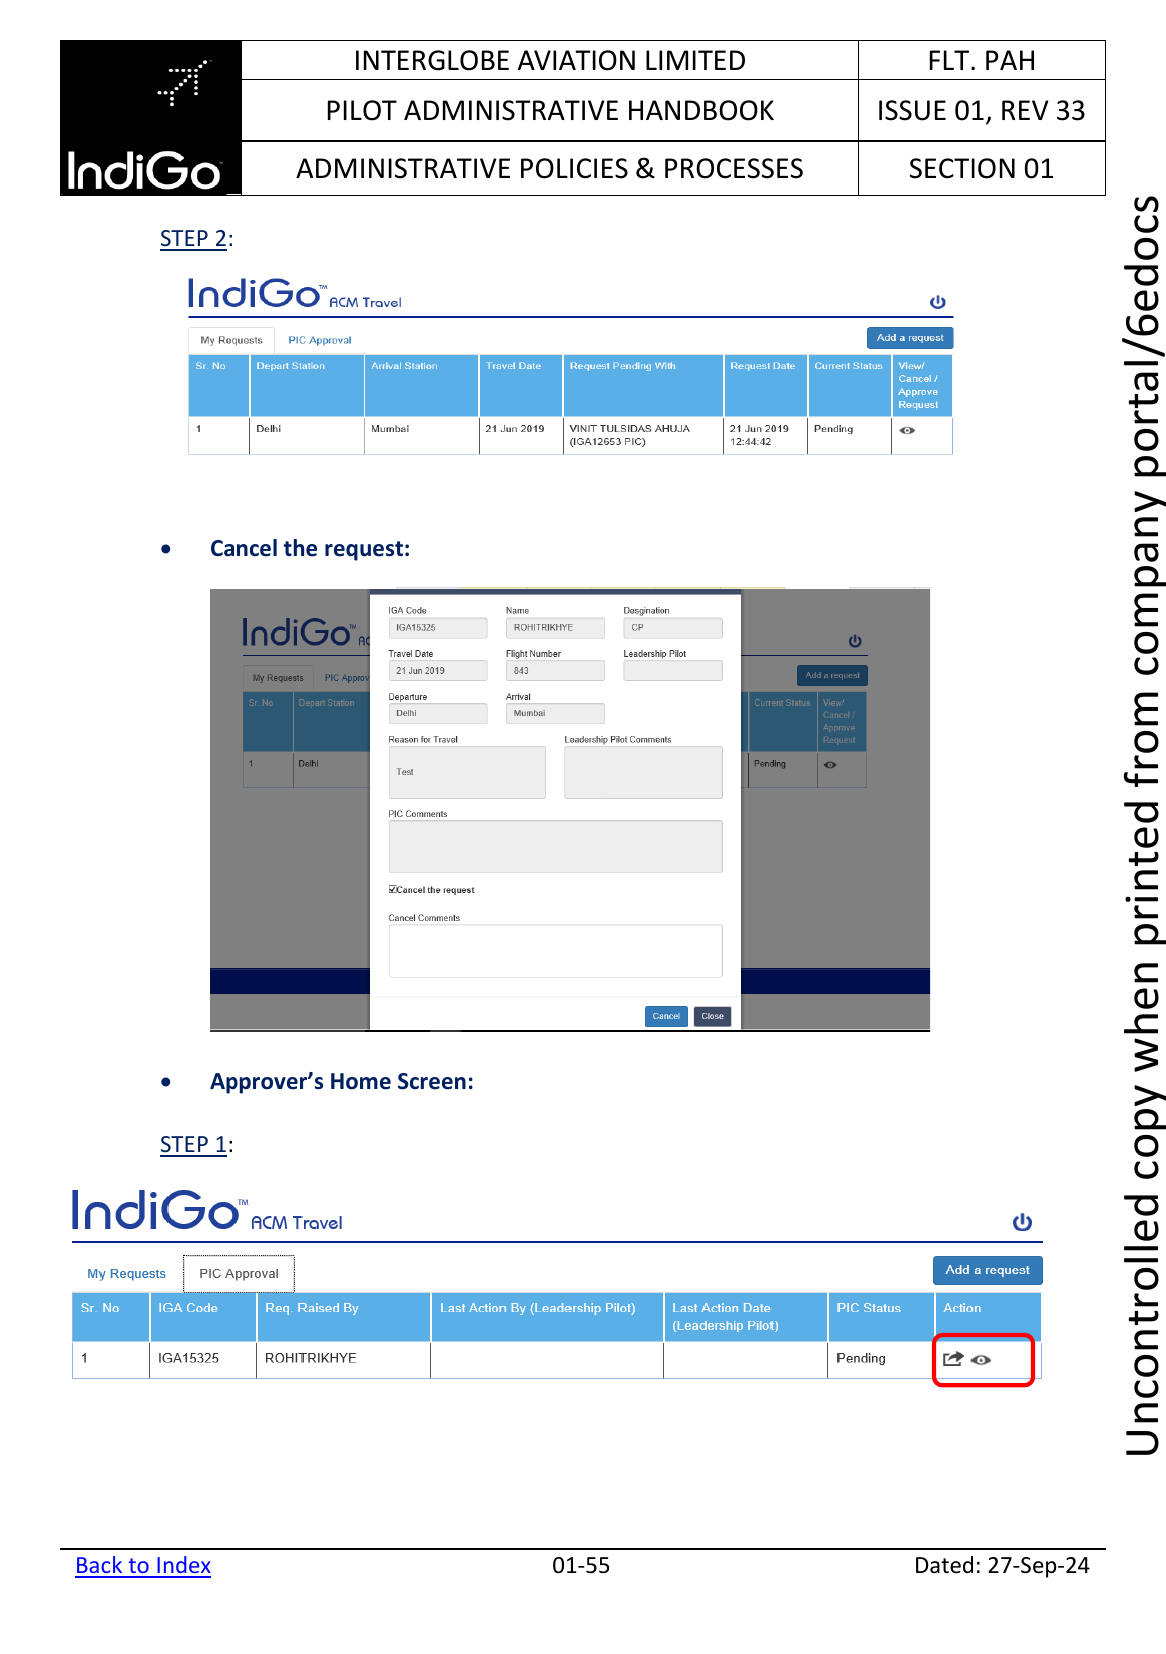 INTERGLOBE AVIATION LIMITED
FLT. PAH
PILOT ADMINISTRATIVE HANDBOOK
ISSUE 01, REV 33
IndiGo
ADMINISTRATIVE POLICIES & PROCESSES
SECTION 01
STEP 2:
IndiGo™ ACM Travel
My Requests PIC Approval Add a request
Sr. No Depart Station Arrival Station Travel Date Request Pending With Request Date Current Status View/
Cancel /
Approve
Request
1 Delhi Mumbai 21 Jun 2019 VINIT TULSIDAS AHUJA 21 Jun 2019 Pending
(IGA12653 PIC) 12:44:42
• Cancel the request:
IndiGo™ AC
My Requests PIC Approv Add a request
Sr. No Depart Station Current Status View/
Cancel /
Approve
Request
1 Delhi Pending
IGA Code Name Desgination
IGA15325 ROHITRIKHYE CP
Travel Date Flight Number Leadership Pilot
21 Jun 2019 843
Departure Arrival
Delhi Mumbai
Reason for Travel Leadership Pilot Comments
Test
PIC Comments
☑Cancel the request
Cancel Comments
Cancel Close
• Approver’s Home Screen:
STEP 1:
IndiGo™ ACM Travel
My Requests PIC Approval Add a request
Sr. No IGA Code Req. Raised By Last Action By (Leadership Pilot) Last Action Date PIC Status Action
(Leadership Pilot)
1 IGA15325 ROHITRIKHYE Pending
Back to Index 01-55 Dated: 27-Sep-24
Uncontrolled copy when printed from company portal/6edocs